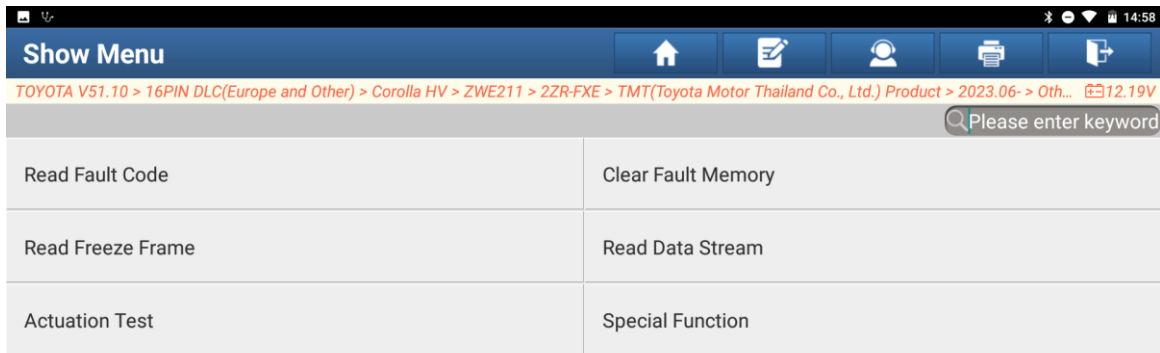 14:58
Show Menu
TOYOTA V51.10 > 16PIN DLC(Europe and Other) > Corolla HV > ZWE211 > 2ZR-FXE > TMT(Toyota Motor Thailand Co., Ltd.) Product > 2023.06- > Oth... 12.19V
Please enter keyword
Read Fault Code Clear Fault Memory
Read Freeze Frame Read Data Stream
Actuation Test Special Function